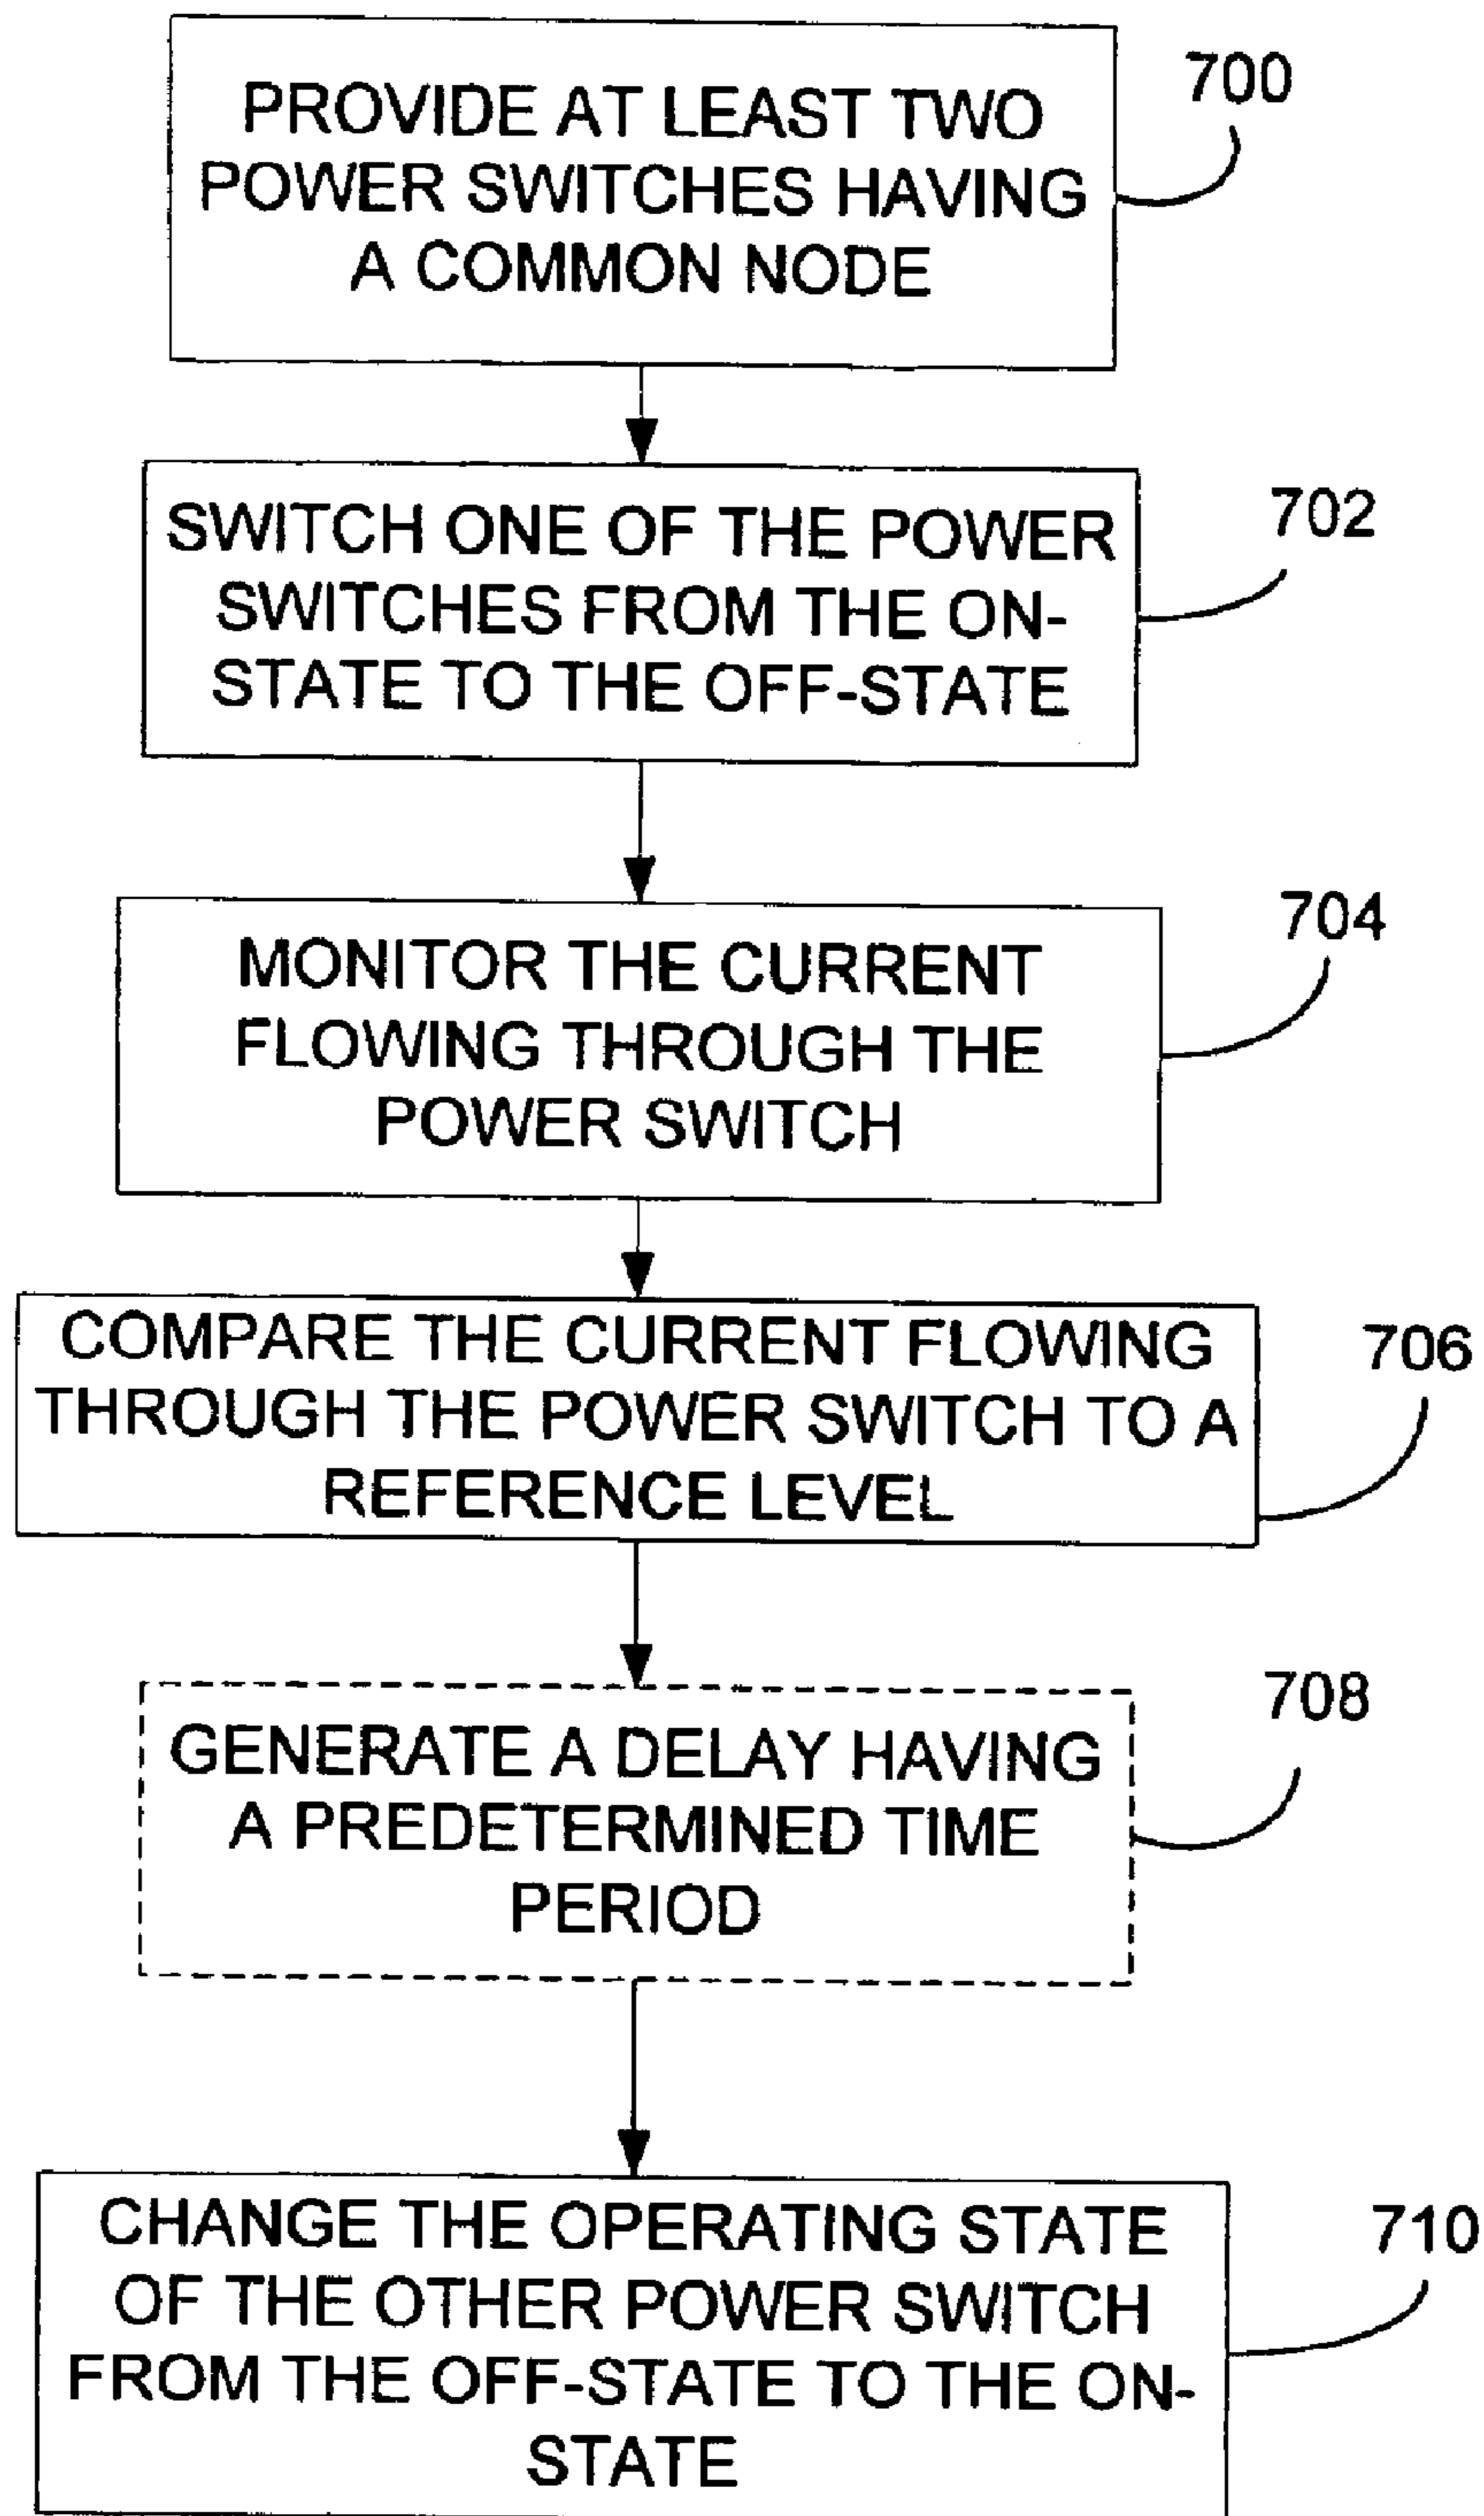 PROVIDE AT LEAST TWO
POWER SWITCHES HAVING
A COMMON NODE
700
SWITCH ONE OF THE POWER
SWITCHES FROM THE ON-
STATE TO THE OFF-STATE
702
MONITOR THE CURRENT
FLOWING THROUGH THE
POWER SWITCH
704
COMPARE THE CURRENT FLOWING
THROUGH THE POWER SWITCH TO A
REFERENCE LEVEL
706
GENERATE A DELAY HAVING
A PREDETERMINED TIME
PERIOD
708
CHANGE THE OPERATING STATE
OF THE OTHER POWER SWITCH
FROM THE OFF-STATE TO THE ON-
STATE
710